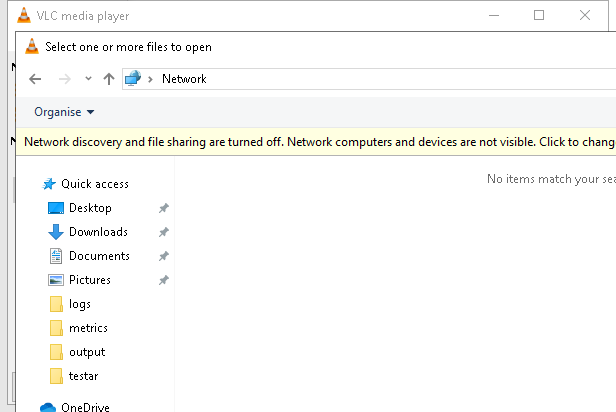 VLC media player
Select one or more files to open
Network
Organise
Network discovery and file sharing are turned off. Network computers and devices are not visible. Click to chang
No items match your sea
Quick access
Desktop
Downloads
Documents
Pictures
logs
metrics
output
testar
OneDrive